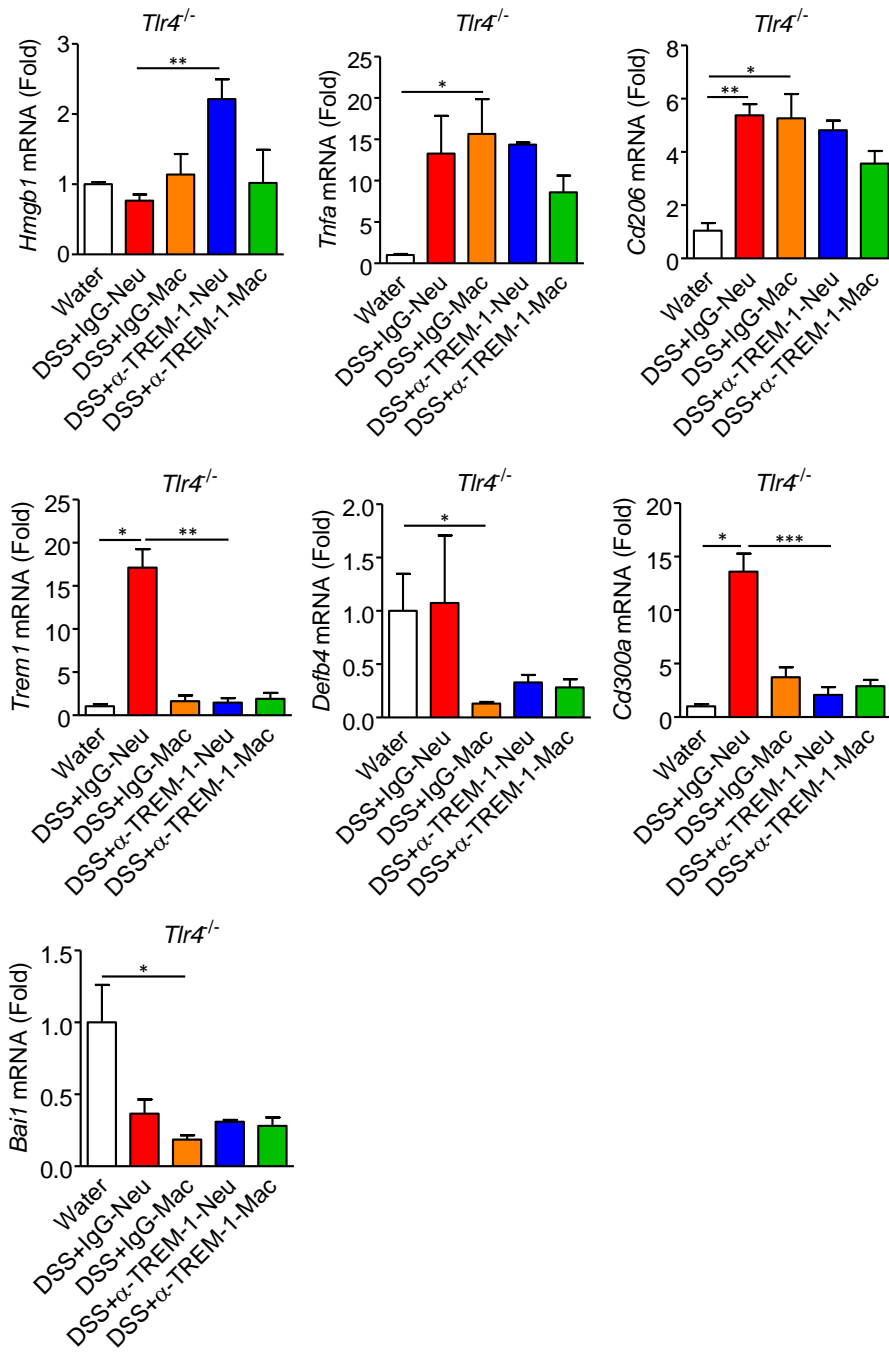 Tlr4-/-
Hmgb1 mRNA (Fold)
3
2
1
0
**
Water
DSS+IgG-Neu
DSS+IgG-Mac
DSS+α-TREM-1-Neu
DSS+α-TREM-1-Mac
Tlr4-/-
Tnfa mRNA (Fold)
25
20
15
10
5
0
*
Water
DSS+IgG-Neu
DSS+IgG-Mac
DSS+α-TREM-1-Neu
DSS+α-TREM-1-Mac
Tlr4-/-
Cd206 mRNA (Fold)
8
6
4
2
0
*
**
Water
DSS+IgG-Neu
DSS+IgG-Mac
DSS+α-TREM-1-Neu
DSS+α-TREM-1-Mac
Tlr4-/-
Trem1 mRNA (Fold)
25
20
15
10
5
0
* **
Water
DSS+IgG-Neu
DSS+IgG-Mac
DSS+α-TREM-1-Neu
DSS+α-TREM-1-Mac
Tlr4-/-
Defb4 mRNA (Fold)
2.0
1.5
1.0
0.5
0.0
*
Water
DSS+IgG-Neu
DSS+IgG-Mac
DSS+α-TREM-1-Neu
DSS+α-TREM-1-Mac
Tlr4-/-
Cd300a mRNA (Fold)
20
15
10
5
0
* ***
Water
DSS+IgG-Neu
DSS+IgG-Mac
DSS+α-TREM-1-Neu
DSS+α-TREM-1-Mac
Tlr4-/-
Bai1 mRNA (Fold)
1.5
1.0
0.5
0.0
*
Water
DSS+IgG-Neu
DSS+IgG-Mac
DSS+α-TREM-1-Neu
DSS+α-TREM-1-Mac